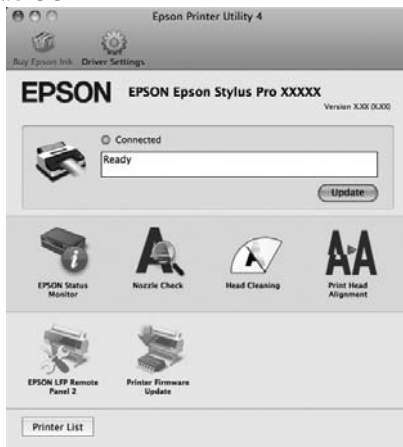 Epson Printer Utility 4
Buy Epson Ink Driver Settings
EPSON EPSON Epson Stylus Pro XXXXX
Version X.XX (X.XX)
Connected
Ready
Update
EPSON Status Monitor
Nozzle Check
Head Cleaning
Print Head Alignment
EPSON LFP Remote Panel 2
Printer Firmware Update
Printer List